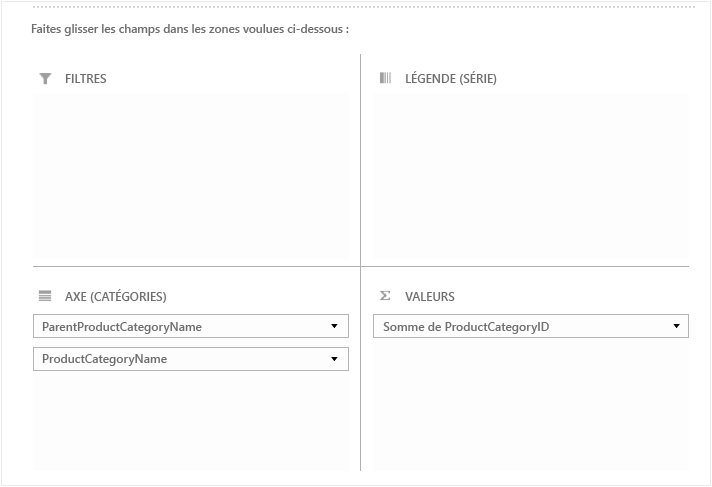 Faites glisser les champs dans les zones voulues ci-dessous :
FILTRES
LÉGENDE (SÉRIE)
AXE (CATÉGORIES)
ParentProductCategoryName
ProductCategoryName
VALEURS
Somme de ProductCategoryID